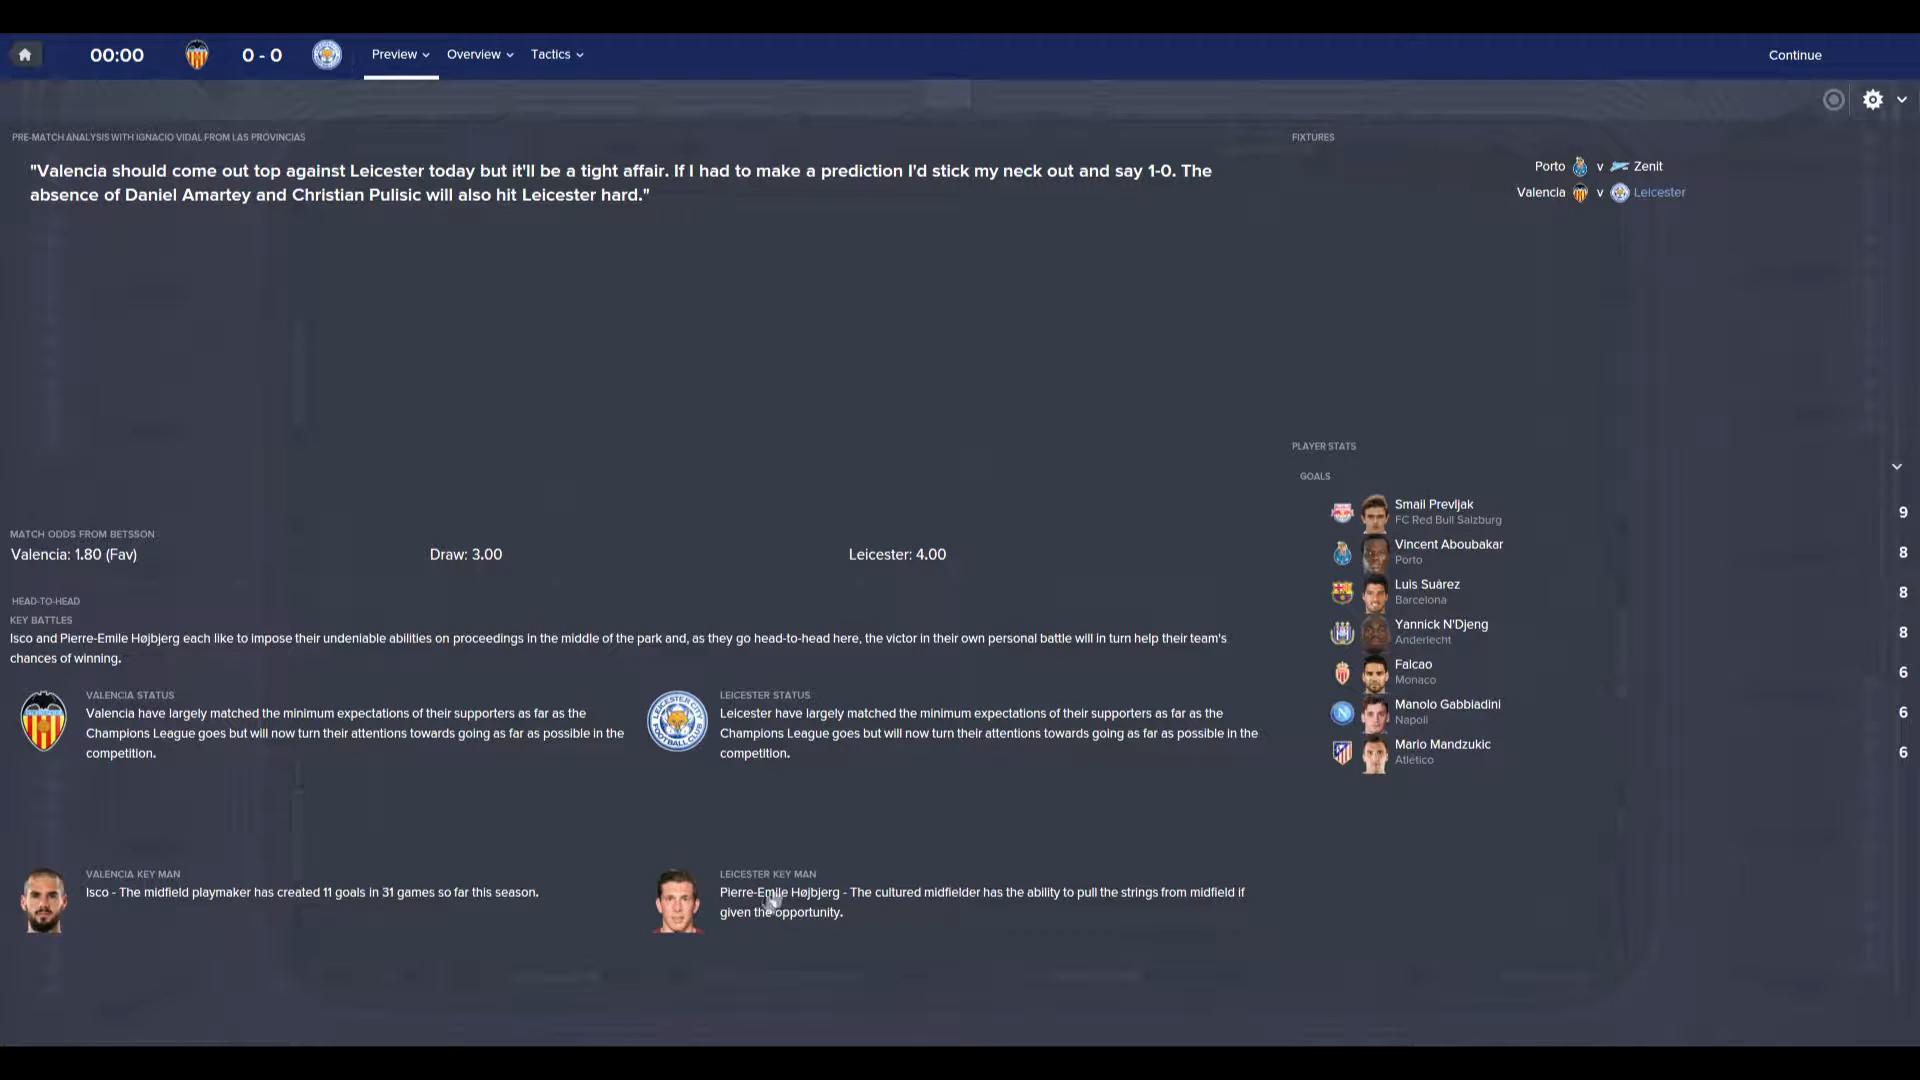 00:00
0 - 0
Preview
Overview
Tactics
Continue
PRE-MATCH ANALYSIS WITH IGNACIO VIDAL FROM LAS PROVINCIAS
"Valencia should come out top against Leicester today but it'll be a tight affair. If I had to make a prediction I'd stick my neck out and say 1-0. The
absence of Daniel Amartey and Christian Pulisic will also hit Leicester hard."
FIXTURES
Porto v Zenit
Valencia v Leicester
PLAYER STATS
GOALS
Smail Prevljak
FC Red Bull Salzburg
9
Vincent Aboubakar
Porto
8
Luis Suárez
Barcelona
8
Yannick N'Djeng
Anderlecht
8
Falcao
Monaco
6
Manolo Gabbiadini
Napoli
6
Mario Mandzukic
Atlético
6
MATCH ODDS FROM BETSSON
Valencia: 1.80 (Fav)
Draw: 3.00
Leicester: 4.00
HEAD-TO-HEAD
KEY BATTLES
Isco and Pierre-Emile Højbjerg each like to impose their undeniable abilities on proceedings in the middle of the park and, as they go head-to-head here, the victor in their own personal battle will in turn help their team's
chances of winning.
VALENCIA STATUS
Valencia have largely matched the minimum expectations of their supporters as far as the
Champions League goes but will now turn their attentions towards going as far as possible in the
competition.
LEICESTER STATUS
Leicester have largely matched the minimum expectations of their supporters as far as the
Champions League goes but will now turn their attentions towards going as far as possible in the
competition.
VALENCIA KEY MAN
Isco - The midfield playmaker has created 11 goals in 31 games so far this season.
LEICESTER KEY MAN
Pierre-Emile Højbjerg - The cultured midfielder has the ability to pull the strings from midfield if
given the opportunity.
LEICESTER CITY
FOOTBALL CLUB